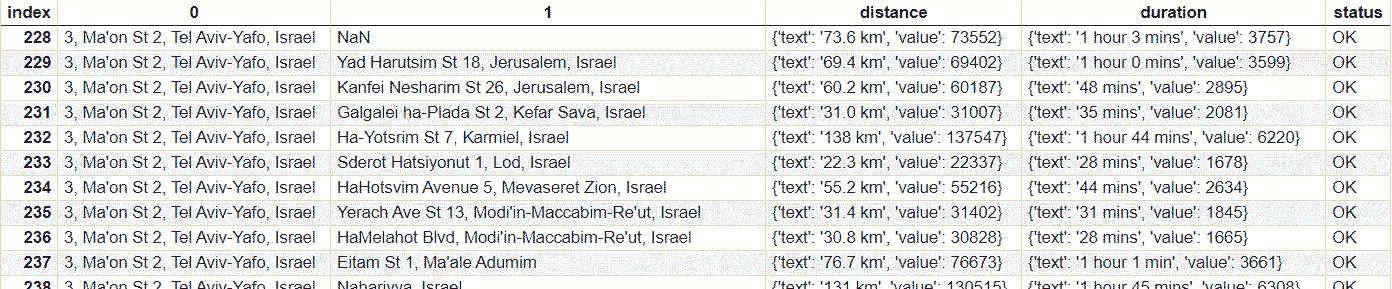 index 0 1 distance duration status
228 3, Ma'on St 2, Tel Aviv-Yafo, Israel NaN {'text': '73.6 km', 'value': 73552} {'text': '1 hour 3 mins', 'value': 3757} OK
229 3, Ma'on St 2, Tel Aviv-Yafo, Israel Yad Harutsim St 18, Jerusalem, Israel {'text': '69.4 km', 'value': 69402} {'text': '1 hour 0 mins', 'value': 3599} OK
230 3, Ma'on St 2, Tel Aviv-Yafo, Israel Kanfei Nesharim St 26, Jerusalem, Israel {'text': '60.2 km', 'value': 60187} {'text': '48 mins', 'value': 2895} OK
231 3, Ma'on St 2, Tel Aviv-Yafo, Israel Galgalei ha-Plada St 2, Kefar Sava, Israel {'text': '31.0 km', 'value': 31007} {'text': '35 mins', 'value': 2081} OK
232 3, Ma'on St 2, Tel Aviv-Yafo, Israel Ha-Yotsrim St 7, Karmiel, Israel {'text': '138 km', 'value': 137547} {'text': '1 hour 44 mins', 'value': 6220} OK
233 3, Ma'on St 2, Tel Aviv-Yafo, Israel Sderot Hatsiyonut 1, Lod, Israel {'text': '22.3 km', 'value': 22337} {'text': '28 mins', 'value': 1678} OK
234 3, Ma'on St 2, Tel Aviv-Yafo, Israel HaHotsvim Avenue 5, Mevaseret Zion, Israel {'text': '55.2 km', 'value': 55216} {'text': '44 mins', 'value': 2634} OK
235 3, Ma'on St 2, Tel Aviv-Yafo, Israel Yerach Ave St 13, Modi'in-Maccabim-Re'ut, Israel {'text': '31.4 km', 'value': 31402} {'text': '31 mins', 'value': 1845} OK
236 3, Ma'on St 2, Tel Aviv-Yafo, Israel HaMelahot Blvd, Modi'in-Maccabim-Re'ut, Israel {'text': '30.8 km', 'value': 30828} {'text': '28 mins', 'value': 1665} OK
237 3, Ma'on St 2, Tel Aviv-Yafo, Israel Eitam St 1, Ma'ale Adumim {'text': '76.7 km', 'value': 76673} {'text': '1 hour 1 min', 'value': 3661} OK
238 3, Ma'on St 2, Tel Aviv-Yafo, Israel Nahariyya, Israel {'text': '131 km', 'value': 130515} {'text': '1 hour 45 mins', 'value': 6308} OK